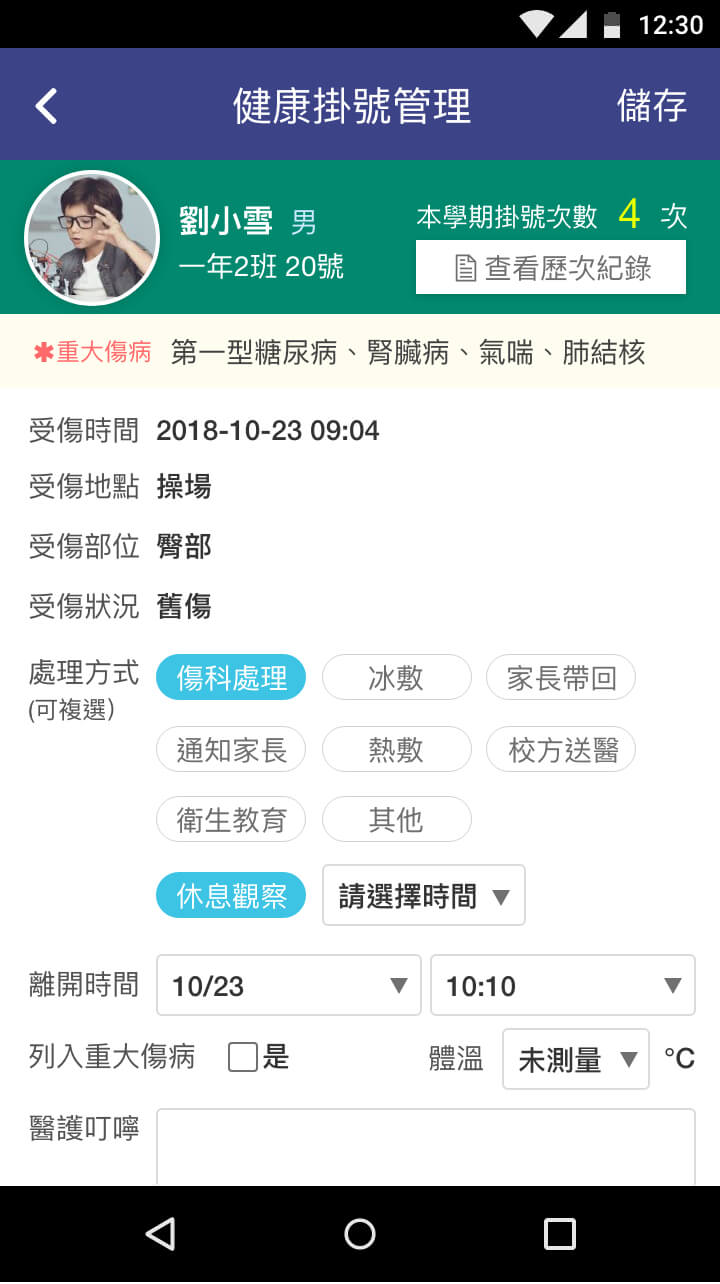 12:30
健康掛號管理 儲存
劉小雪 男 本學期掛號次數 4 次
一年2班 20號 查看歷次紀錄
✱重大傷病 第一型糖尿病、腎臟病、氣喘、肺結核
受傷時間 2018-10-23 09:04
受傷地點 操場
受傷部位 臀部
受傷狀況 舊傷
處理方式 傷科處理 冰敷 家長帶回
(可複選)
通知家長 熱敷 校方送醫
衛生教育 其他
休息觀察 請選擇時間 ▼
離開時間 10/23 ▼ 10:10 ▼
列入重大傷病 是 體溫 未測量 ▼ °C
醫護叮嚀